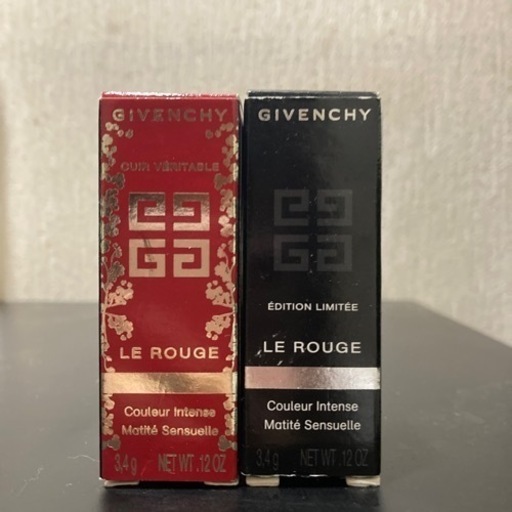 GIVENCHY
CUIR VÉRITABLE
LE ROUGE
Couleur Intense
Matité Sensuelle
3.4 g NET WT. .12 OZ
GIVENCHY
ÉDITION LIMITÉE
LE ROUGE
Couleur Intense
Matité Sensuelle
3.4 g NET WT. .12 OZ